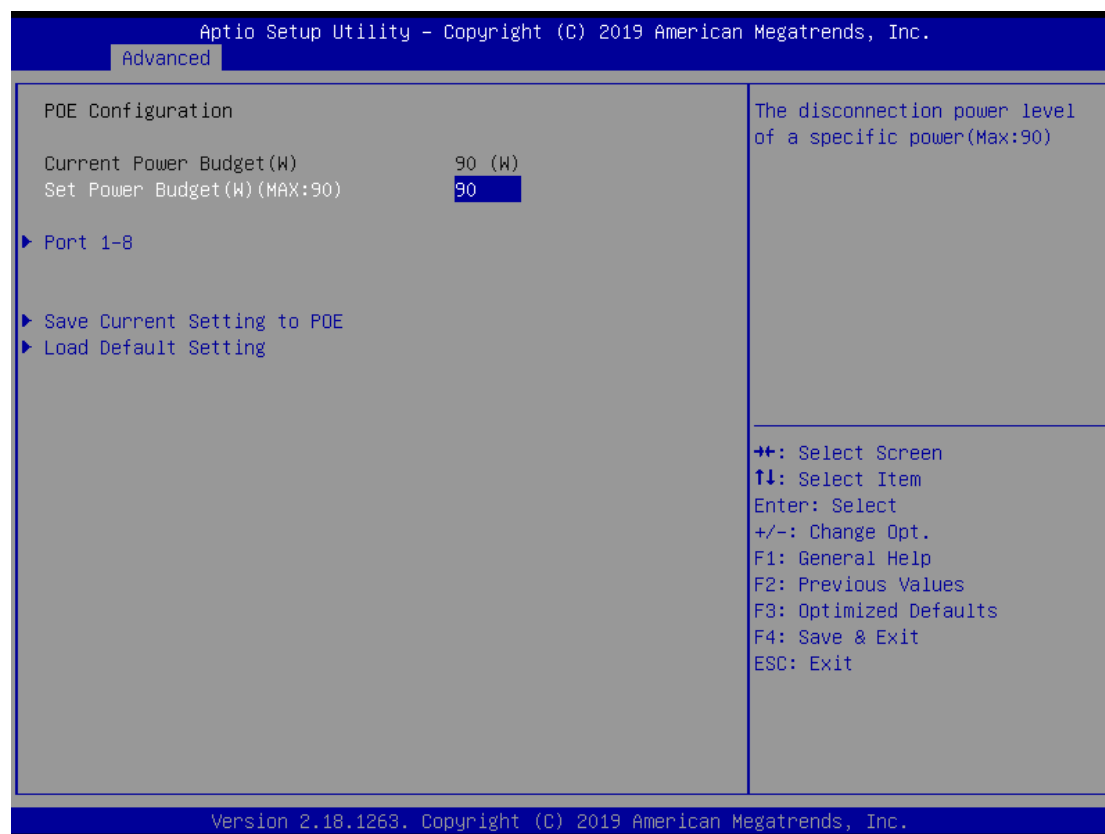 Aptio Setup Utility – Copyright (C) 2019 American Megatrends, Inc.
Advanced
POE Configuration
Current Power Budget(W) 90 (W)
Set Power Budget(W)(MAX:90) 90
▶ Port 1-8
▶ Save Current Setting to POE
▶ Load Default Setting
The disconnection power level
of a specific power(Max:90)
→←: Select Screen
↑↓: Select Item
Enter: Select
+/-: Change Opt.
F1: General Help
F2: Previous Values
F3: Optimized Defaults
F4: Save & Exit
ESC: Exit
Version 2.18.1263. Copyright (C) 2019 American Megatrends, Inc.